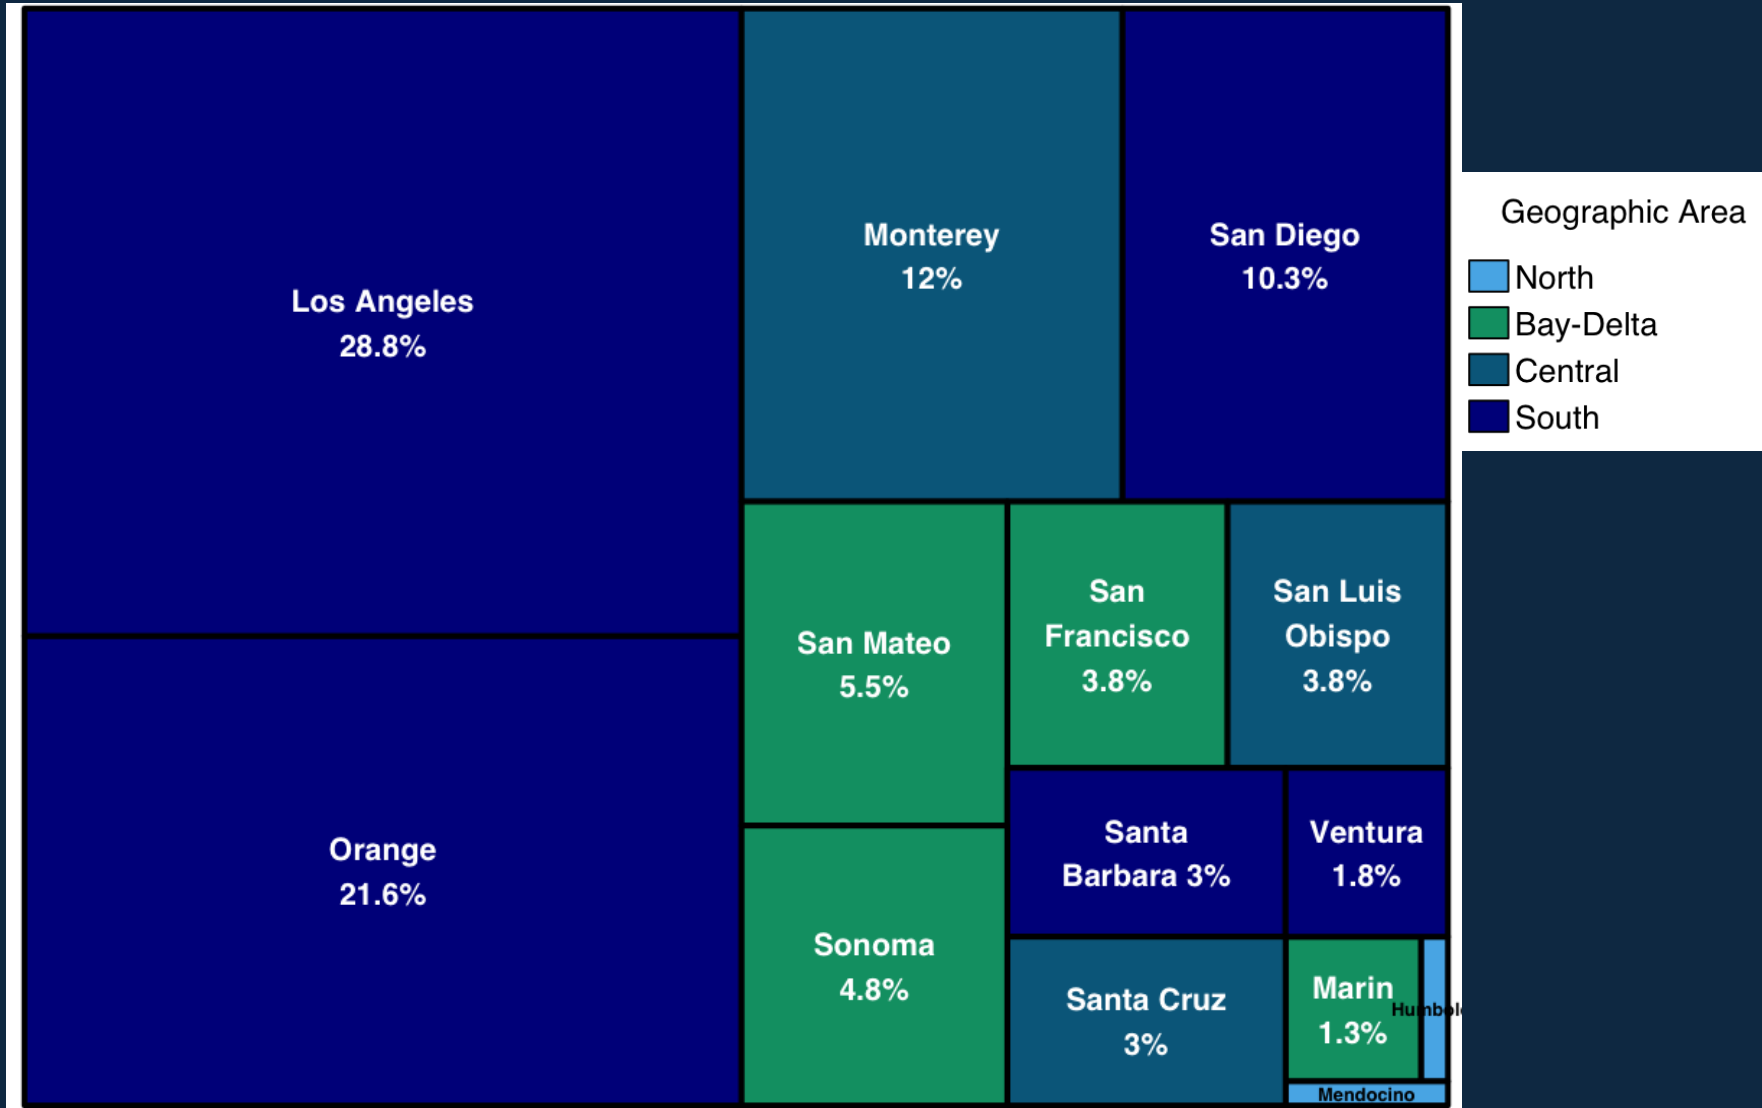 Los Angeles
28.8%
Monterey
12%
San Diego
10.3%
Geographic Area
North
Bay-Delta
Central
South
San Mateo
5.5%
San
Francisco
3.8%
San Luis
Obispo
3.8%
Orange
21.6%
Santa
Barbara 3%
Ventura
1.8%
Sonoma
4.8%
Santa Cruz
3%
Marin
1.3%
Mendocino